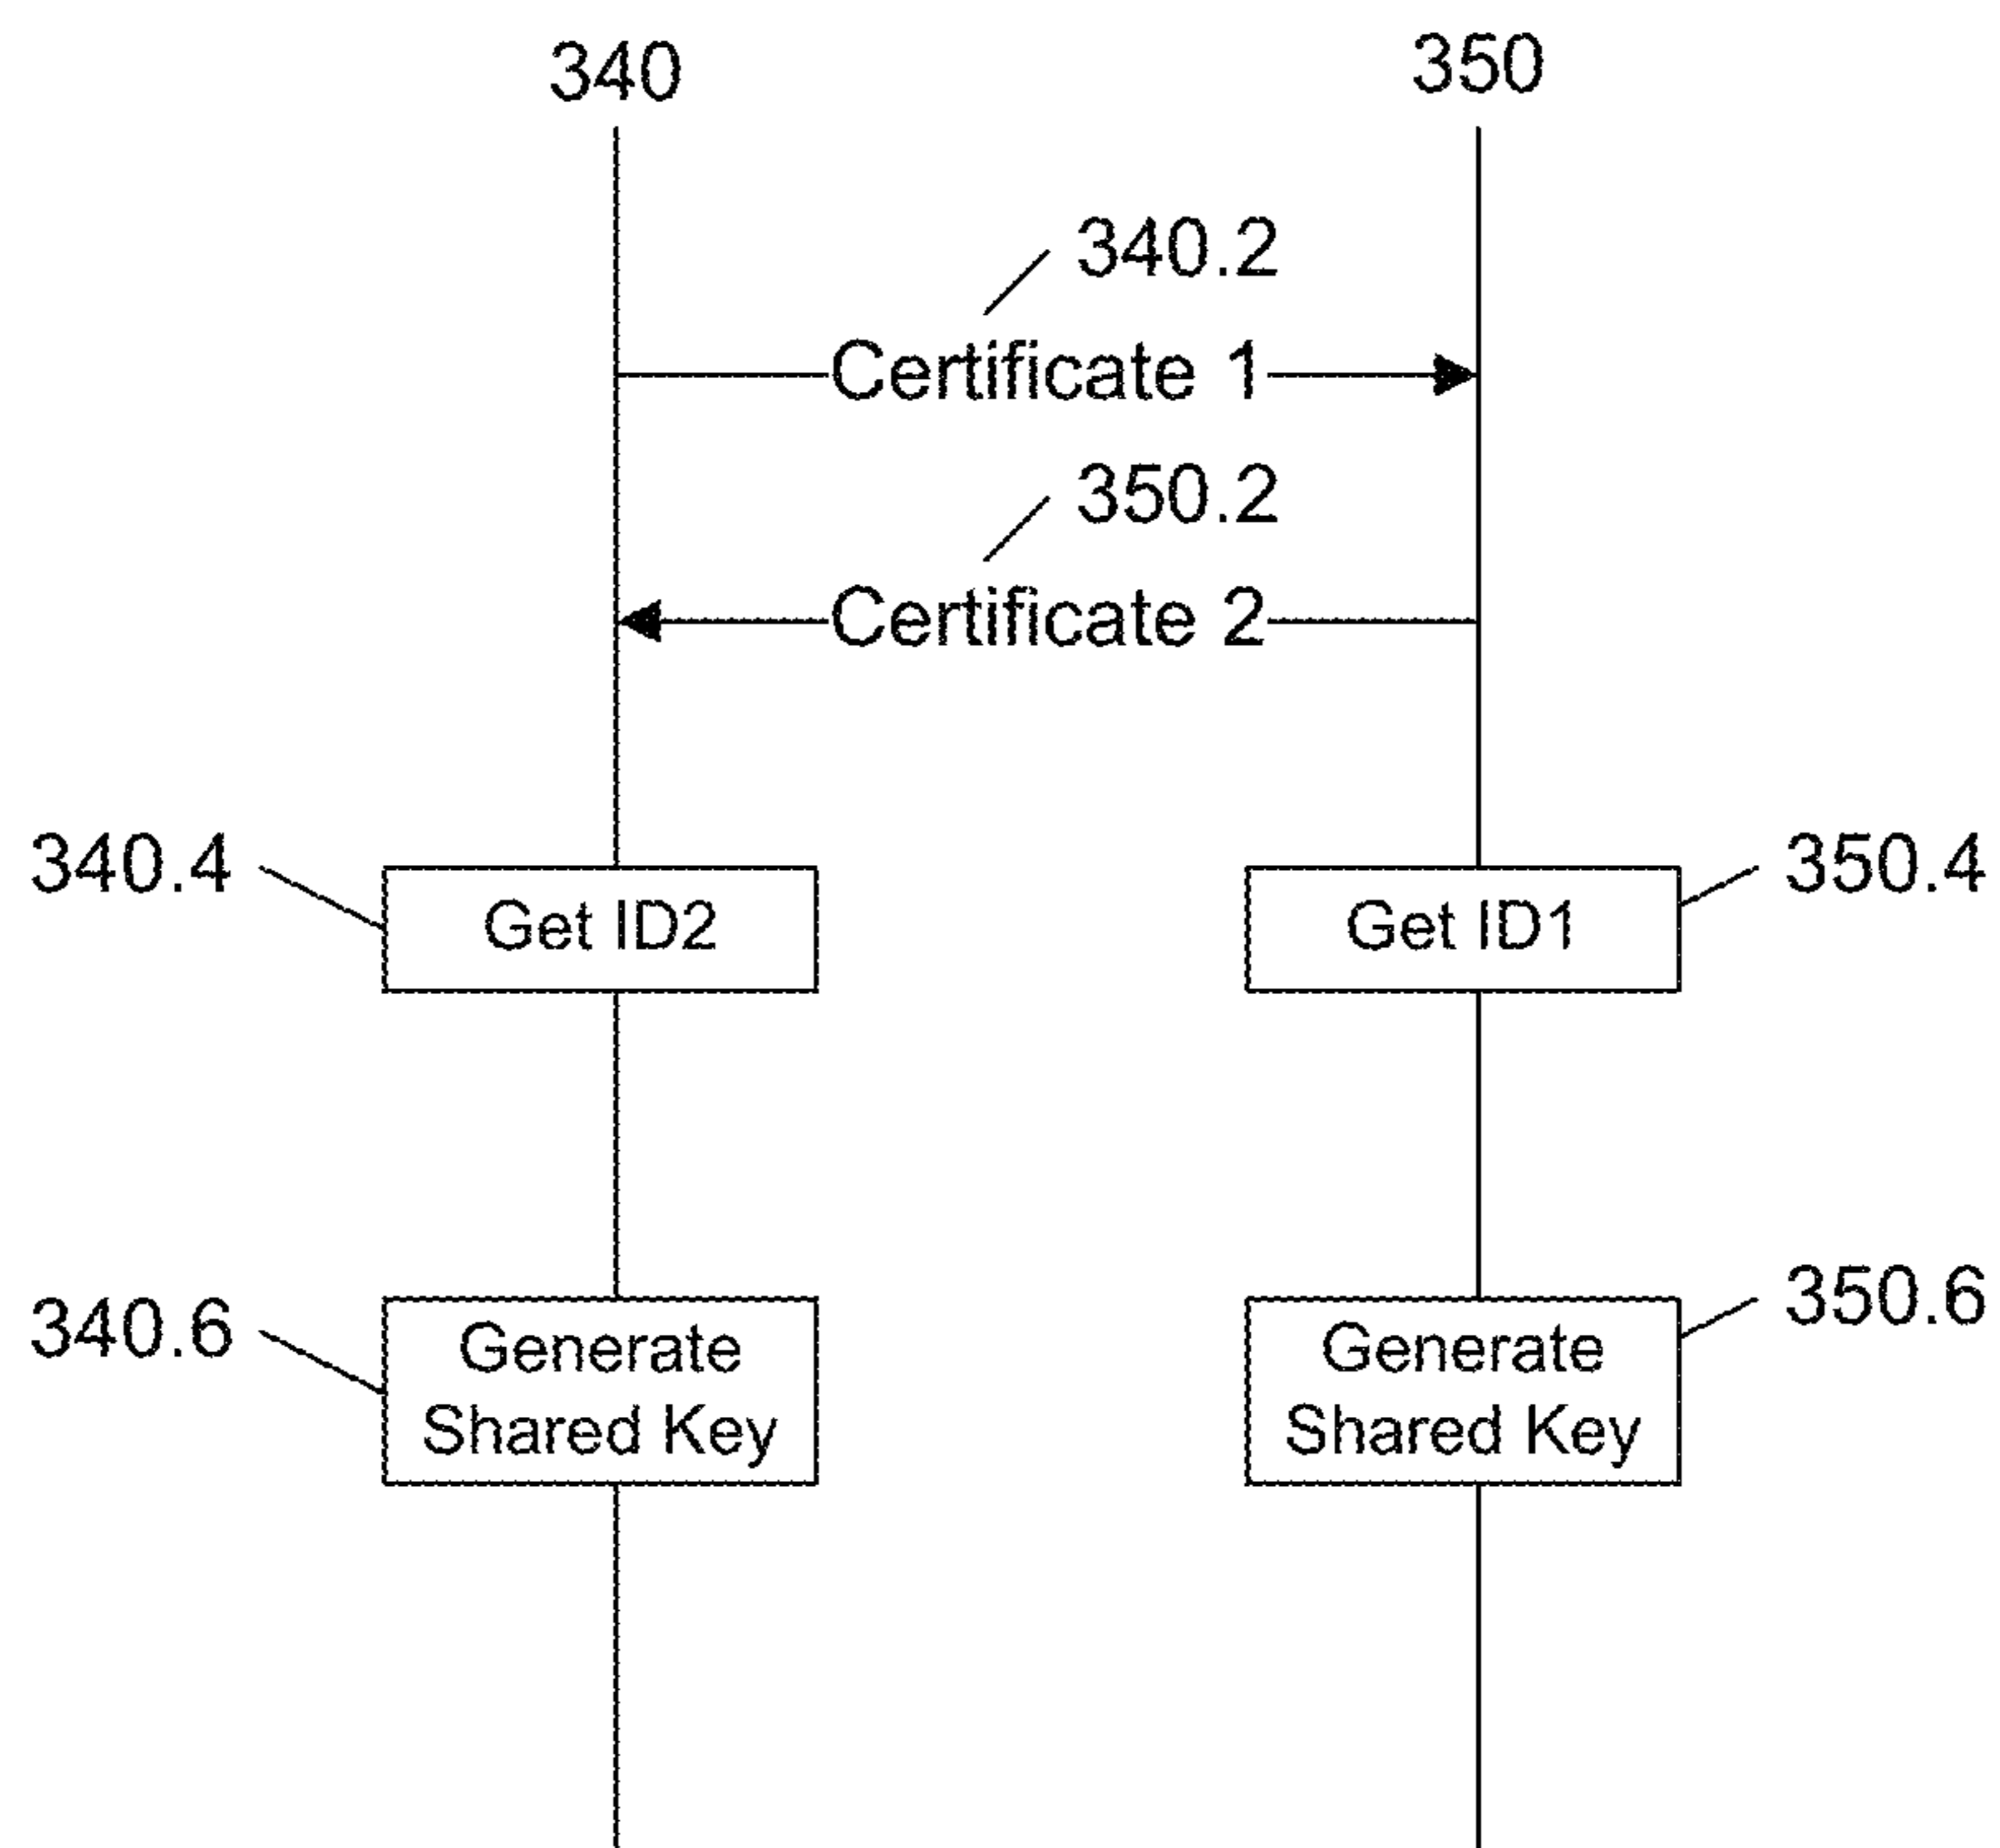 340
350
340.2
Certificate 1
350.2
Certificate 2
340.4
Get ID2
Get ID1
350.4
340.6
Generate
Shared Key
Generate
Shared Key
350.6